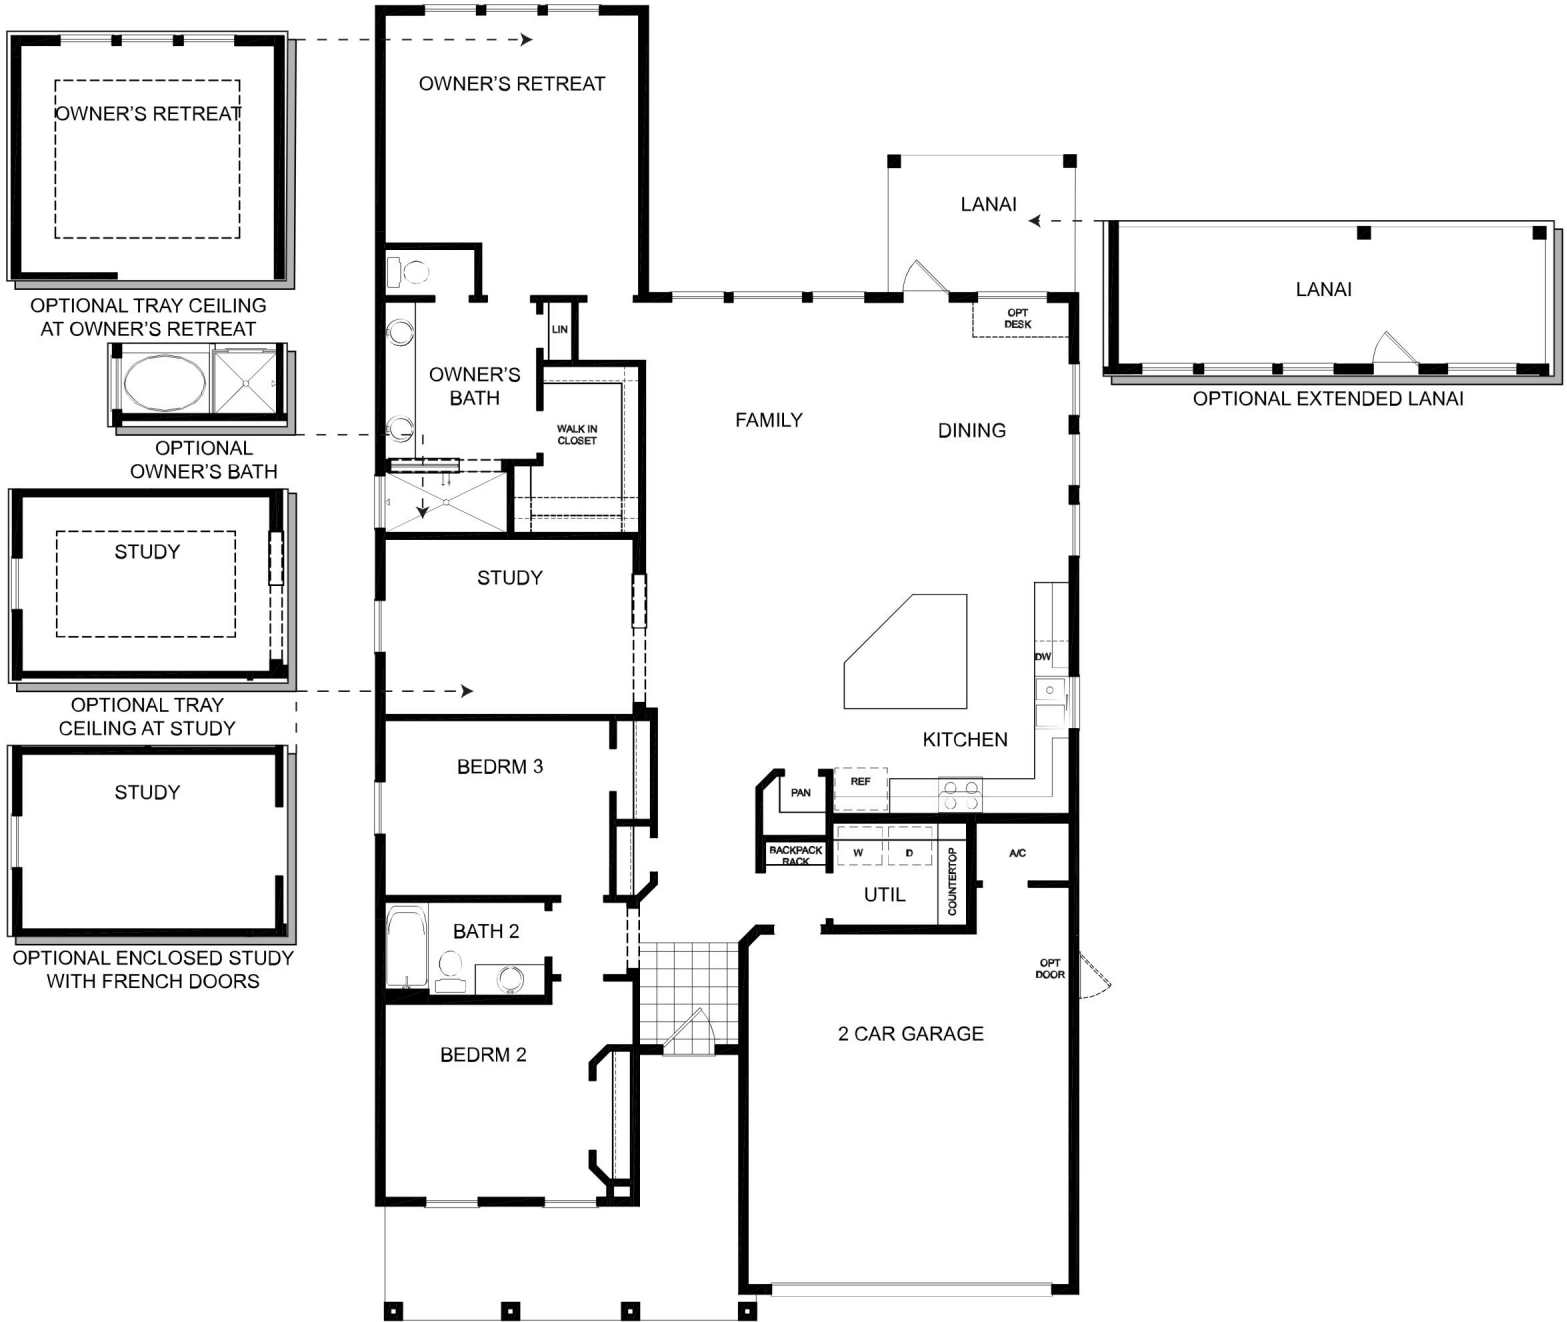 OWNER'S RETREAT
OPTIONAL TRAY CEILING
AT OWNER'S RETREAT
OPTIONAL
OWNER'S BATH
STUDY
OPTIONAL TRAY
CEILING AT STUDY
STUDY
OPTIONAL ENCLOSED STUDY
WITH FRENCH DOORS
OWNER'S RETREAT
LIN
OWNER'S
BATH
WALK IN
CLOSET
STUDY
BEDRM 3
BATH 2
BEDRM 2
LANAI
OPT
DESK
FAMILY
DINING
DW
KITCHEN
REF
PAN
BACKPACK
RACK
W
D
COUNTERTOP
A/C
UTIL
OPT
DOOR
2 CAR GARAGE
LANAI
OPTIONAL EXTENDED LANAI